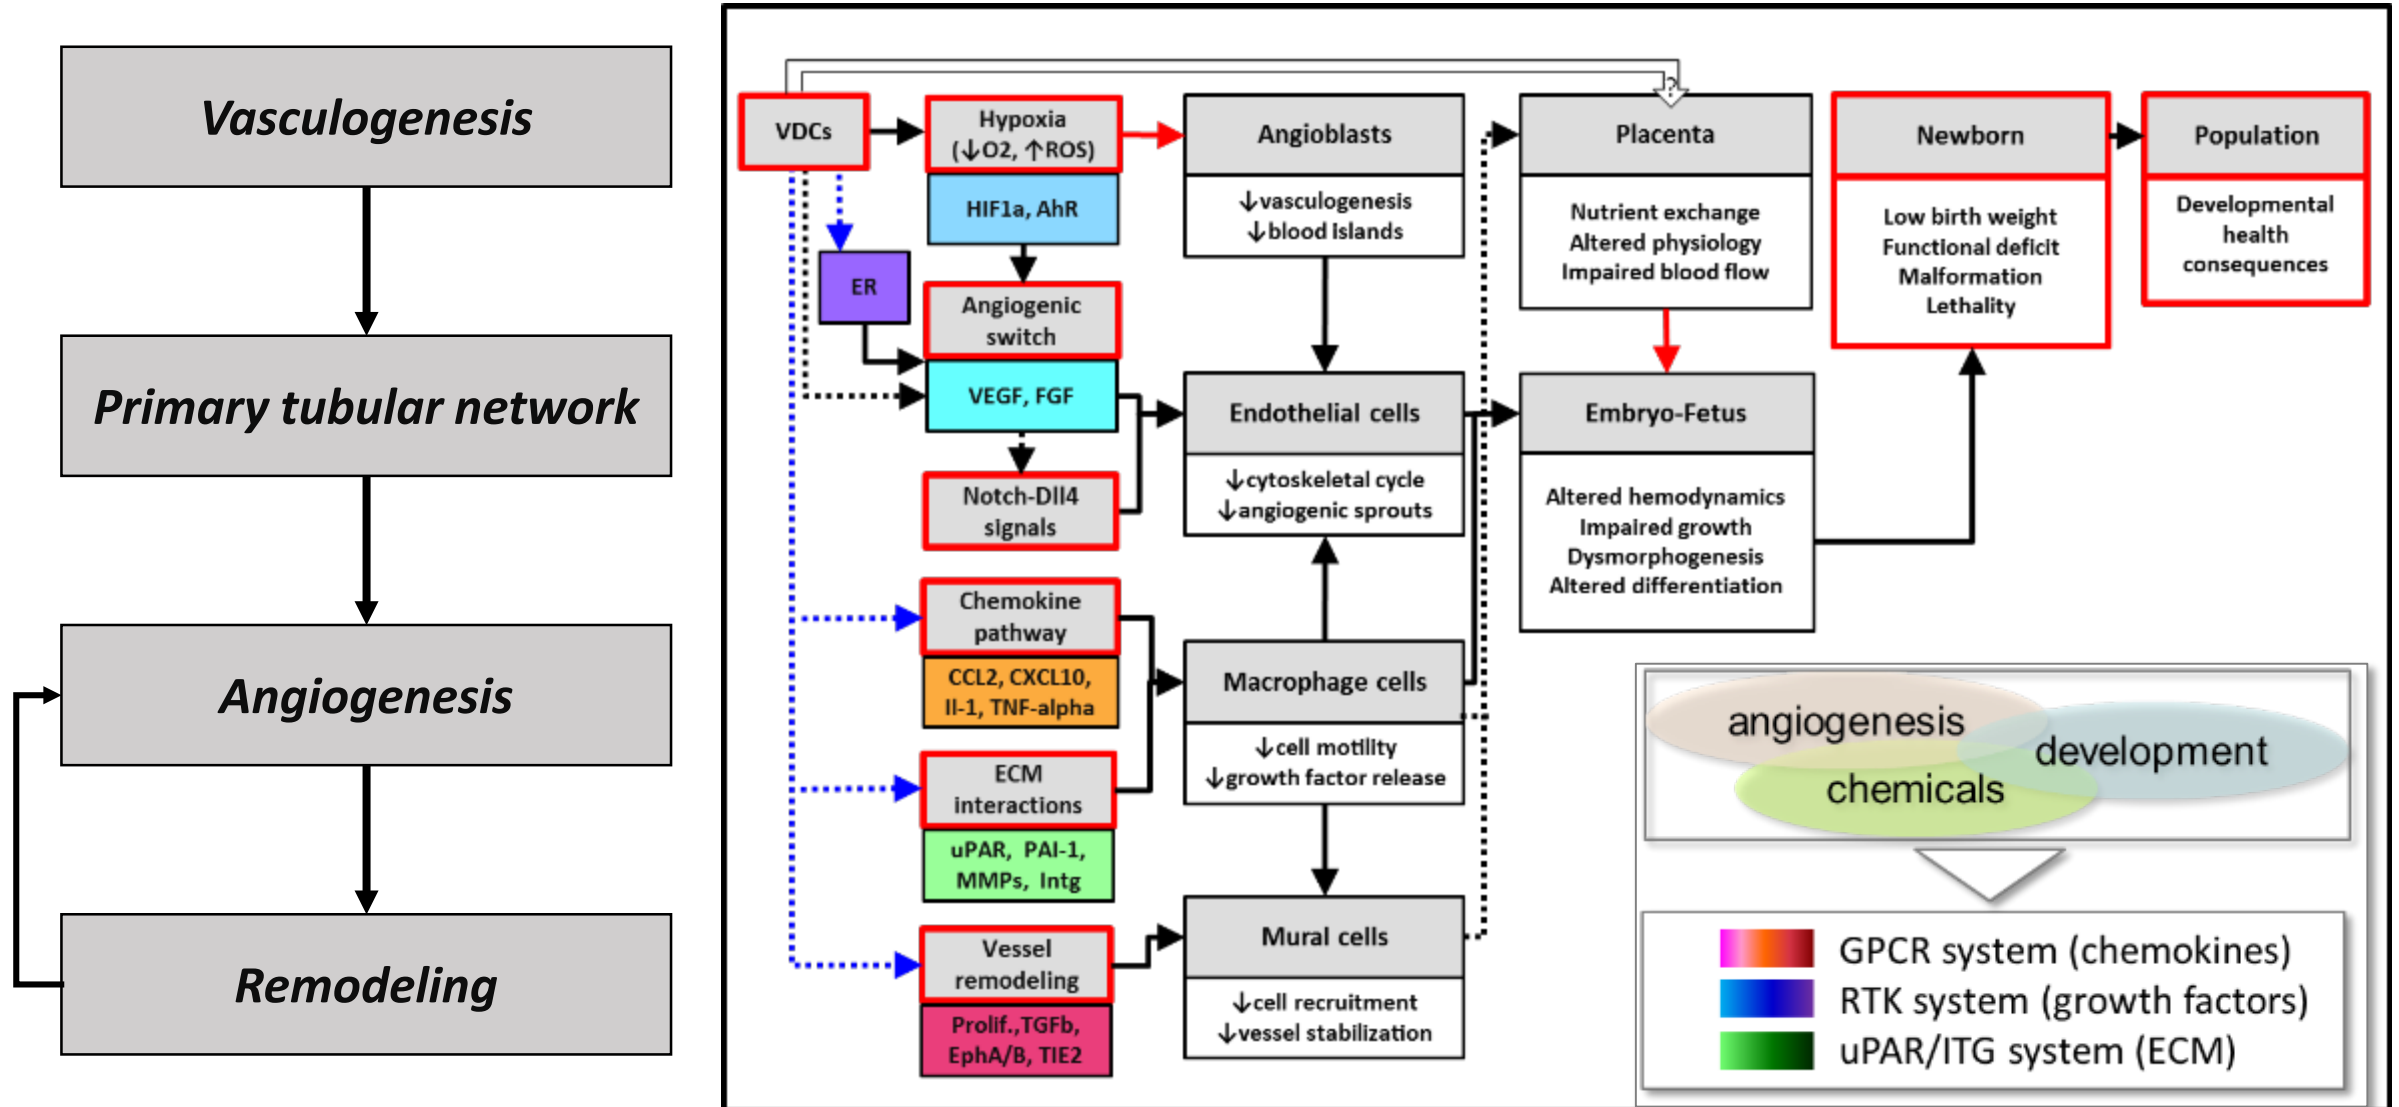 Vasculogenesis
Primary tubular network
Angiogenesis
Remodeling
VDCs
ER
Hypoxia
(↓O2, ↑ROS)
HIF1a, AhR
Angiogenic
switch
VEGF, FGF
Notch-Dll4
signals
Chemokine
pathway
CCL2, CXCL10,
Il-1, TNF-alpha
ECM
interactions
uPAR, PAI-1,
MMPs, Intg
Vessel
remodeling
Prolif.,TGFb,
EphA/B, TIE2
Angioblasts
↓vasculogenesis
↓blood islands
Endothelial cells
↓cytoskeletal cycle
↓angiogenic sprouts
Macrophage cells
↓cell motility
↓growth factor release
Mural cells
↓cell recruitment
↓vessel stabilization
?
Placenta
Nutrient exchange
Altered physiology
Impaired blood flow
Embryo-Fetus
Altered hemodynamics
Impaired growth
Dysmorphogenesis
Altered differentiation
Newborn
Low birth weight
Functional deficit
Malformation
Lethality
Population
Developmental
health
consequences
angiogenesis
development
chemicals
GPCR system (chemokines)
RTK system (growth factors)
uPAR/ITG system (ECM)